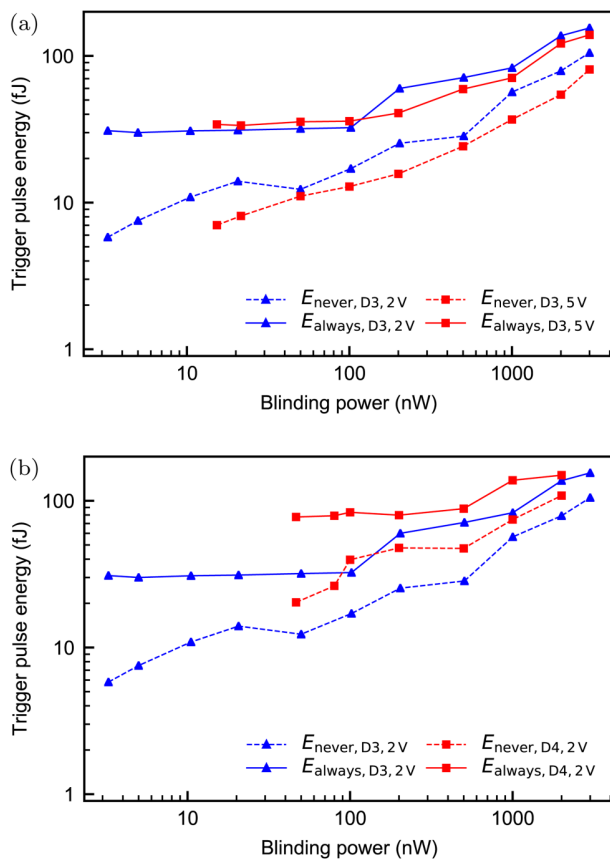 (a)
100
10
1
Trigger pulse energy (fJ)
E never, D3, 2 V
E always, D3, 2 V
E never, D3, 5 V
E always, D3, 5 V
10
100
1000
Blinding power (nW)
(b)
100
10
1
Trigger pulse energy (fJ)
E never, D3, 2 V
E always, D3, 2 V
E never, D4, 2 V
E always, D4, 2 V
10
100
1000
Blinding power (nW)